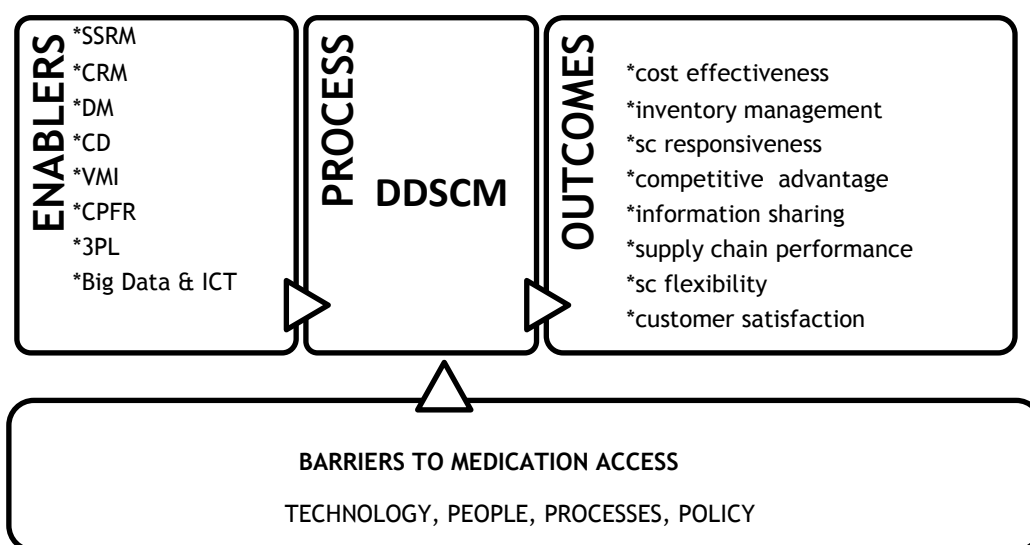 ENABLERS
*SSRM
*CRM
*DM
*CD
*VMI
*CPFR
*3PL
*Big Data & ICT
PROCESS
DDSCM
OUTCOMES
*cost effectiveness
*inventory management
*sc responsiveness
*competitive advantage
*information sharing
*supply chain performance
*sc flexibility
*customer satisfaction
BARRIERS TO MEDICATION ACCESS
TECHNOLOGY, PEOPLE, PROCESSES, POLICY